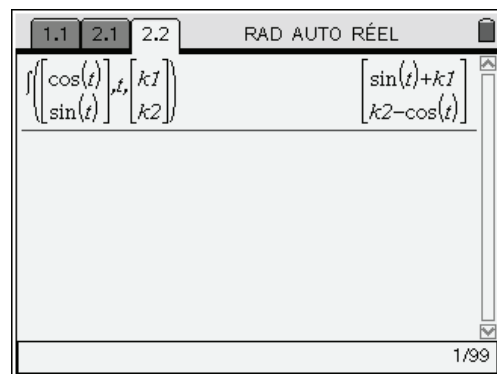 1.1 2.1 2.2 RAD AUTO RÉEL
∫([cos(t) sin(t)],t,[k1 k2]) [sin(t)+k1 k2−cos(t)]
1/99